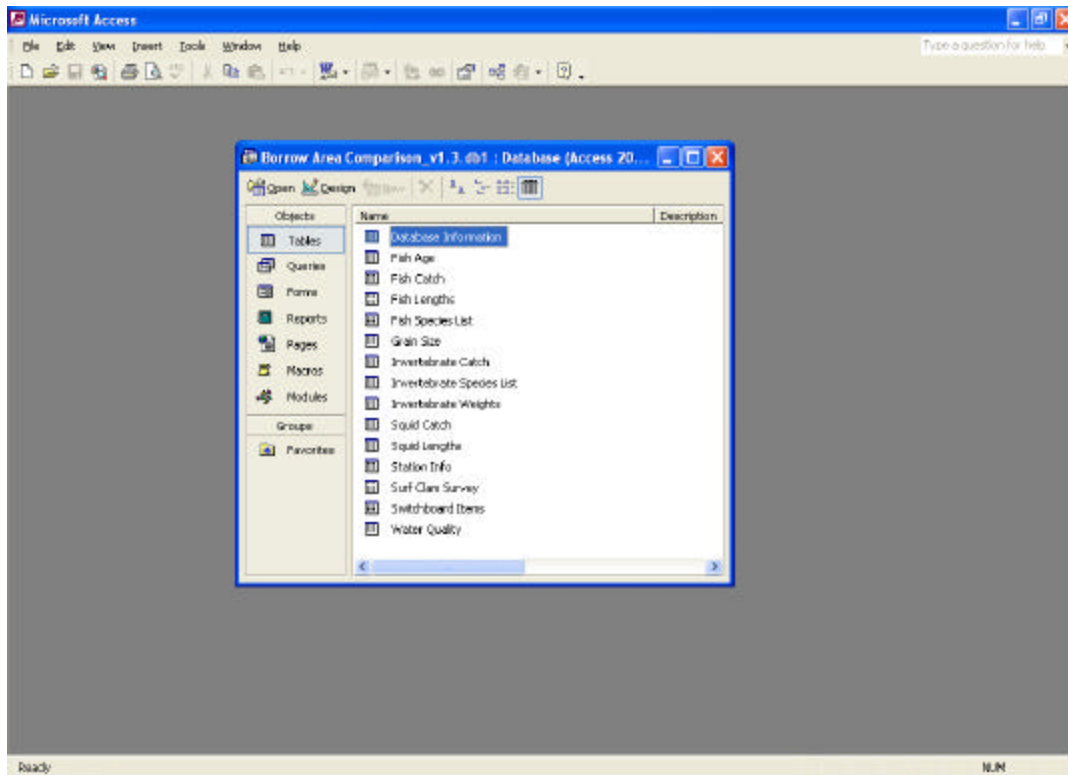 Microsoft Access
File Edit View Insert Tools Window Help
Type a question for help
Borrow Area Comparison_v1.3.db1 : Database (Access 20...
Open Design New
Objects
Tables
Queries
Forms
Reports
Pages
Macros
Modules
Groups
Favorites
Name Description
Database Information
Fish Age
Fish Catch
Fish Lengths
Fish Species List
Grain Size
Invertebrate Catch
Invertebrate Species List
Invertebrate Weights
Squid Catch
Squid Lengths
Station Info
Surf Clam Survey
Switchboard Items
Water Quality
Ready NUM